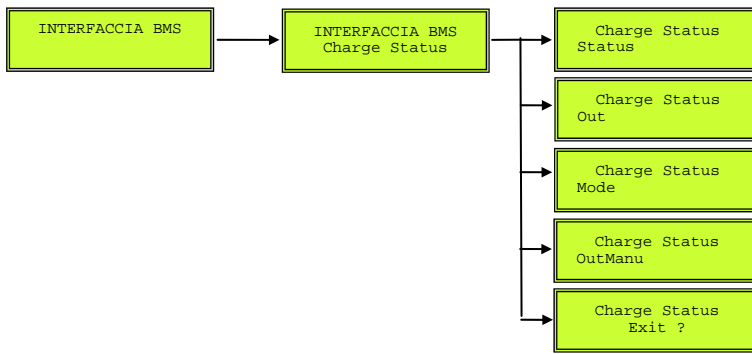 INTERFACCIA BMS
INTERFACCIA BMS
Charge Status
Charge Status
Status
Charge Status
Out
Charge Status
Mode
Charge Status
OutManu
Charge Status
Exit ?